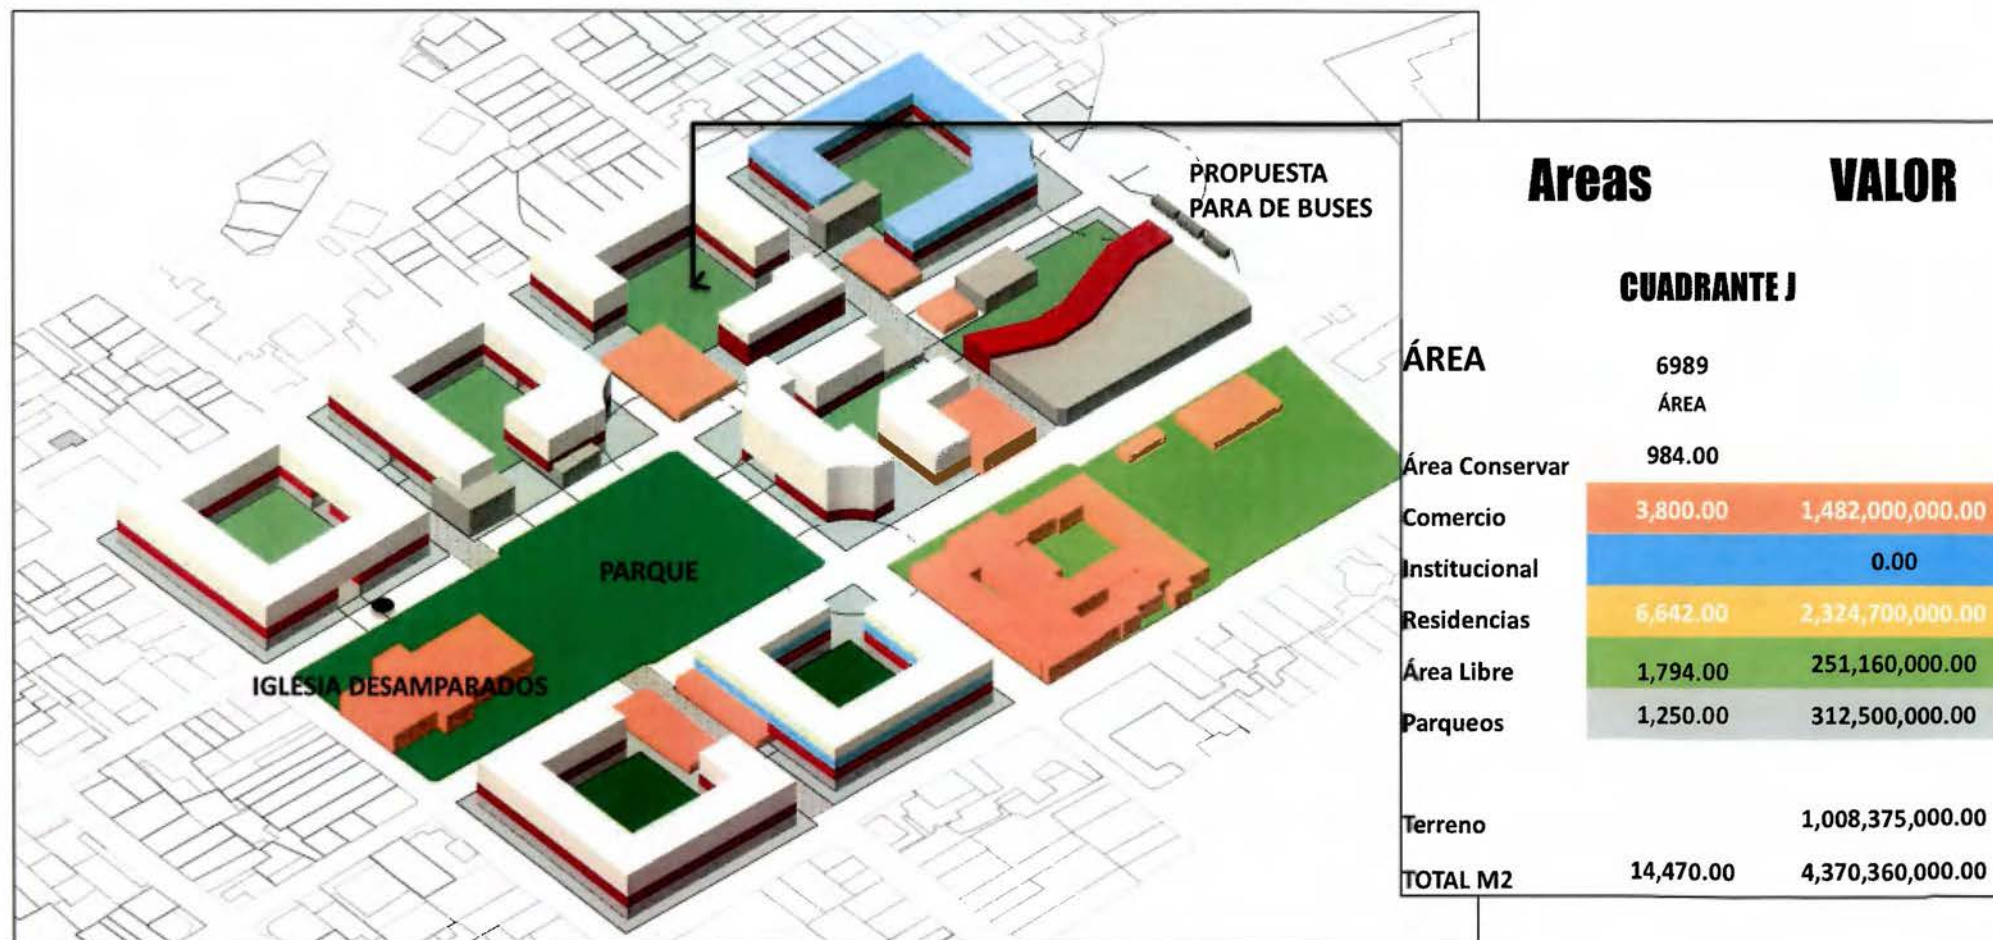 PROPUESTA
PARA DE BUSES
PARQUE
IGLESIA DESAMPARADOS
Areas VALOR
CUADRANTE J
ÁREA 6989
ÁREA
Área Conservar 984.00
Comercio 3,800.00 1,482,000,000.00
Institucional 0.00
Residencias 6,642.00 2,324,700,000.00
Área Libre 1,794.00 251,160,000.00
Parqueos 1,250.00 312,500,000.00
Terreno 1,008,375,000.00
TOTAL M2 14,470.00 4,370,360,000.00